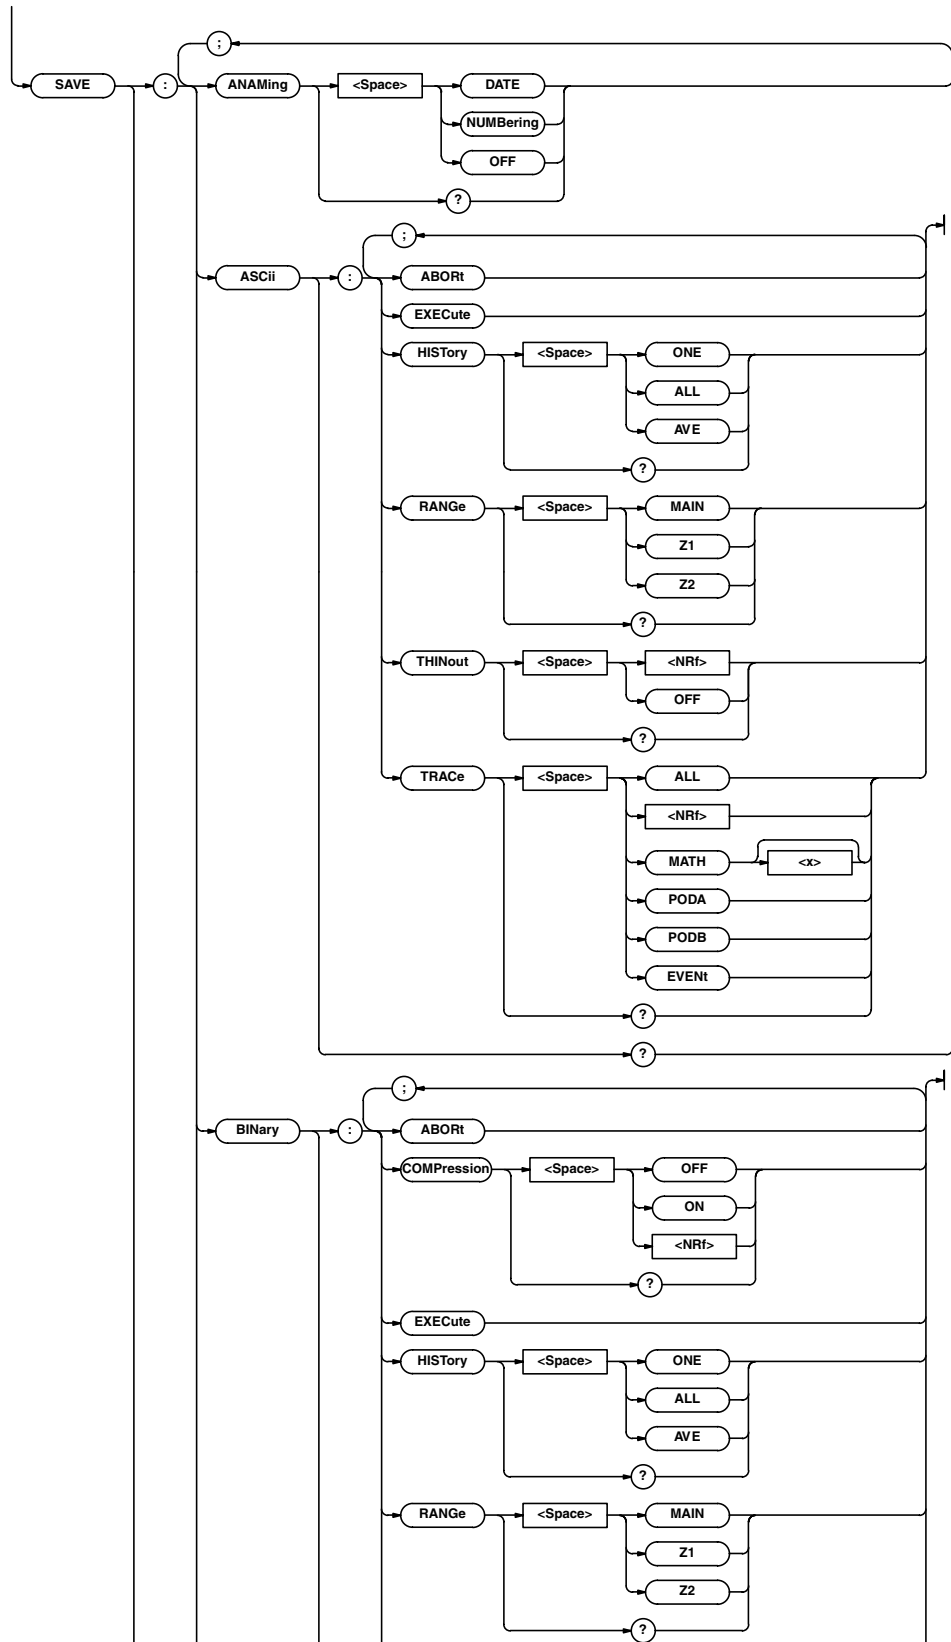 ;
SAVE : ANAMing <Space> DATE
NUMBering
OFF
?
;
ASCii : ABORt
EXECute
HISTory <Space> ONE
ALL
AVE
?
RANGe <Space> MAIN
Z1
Z2
?
THINout <Space> <NRf>
OFF
?
TRACe <Space> ALL
<NRf>
MATH <x>
PODA
PODB
EVENt
?
?
;
BINary : ABORt
COMPression <Space> OFF
ON
<NRf>
?
EXECute
HISTory <Space> ONE
ALL
AVE
?
RANGe <Space> MAIN
Z1
Z2
?